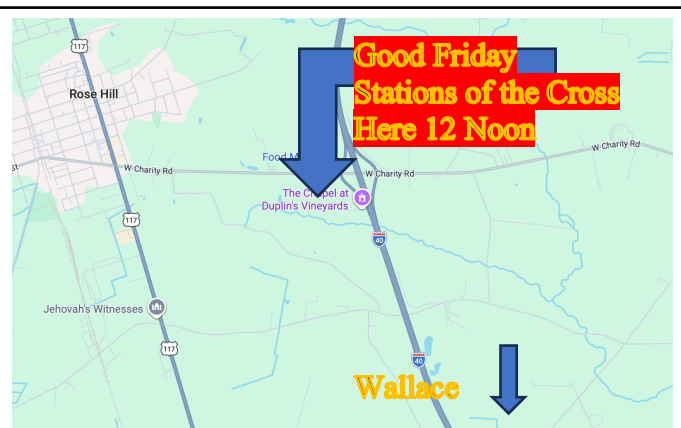 117
Good Friday
Stations of the Cross
Here 12 Noon
Rose Hill
Food M
W Charity Rd
st
W Charity Rd
W Charity Rd
The Chapel at
Duplin's Vineyards
117
40
Jehovah's Witnesses
117
40
Wallace